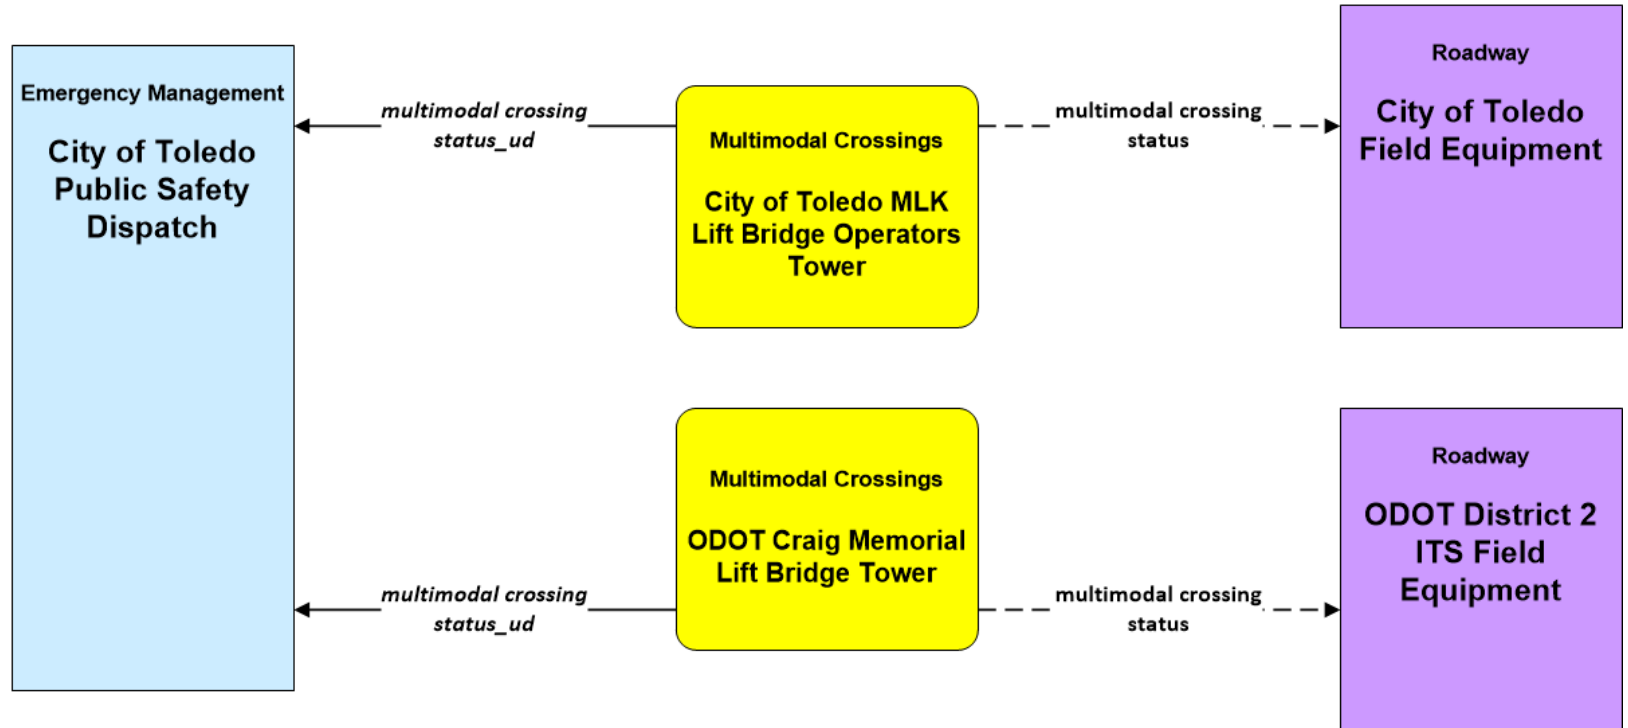 Emergency Management
City of Toledo
Public Safety
Dispatch
multimodal crossing
status_ud
Multimodal Crossings
City of Toledo MLK
Lift Bridge Operators
Tower
multimodal crossing
status
Roadway
City of Toledo
Field Equipment
multimodal crossing
status_ud
Multimodal Crossings
ODOT Craig Memorial
Lift Bridge Tower
multimodal crossing
status
Roadway
ODOT District 2
ITS Field
Equipment